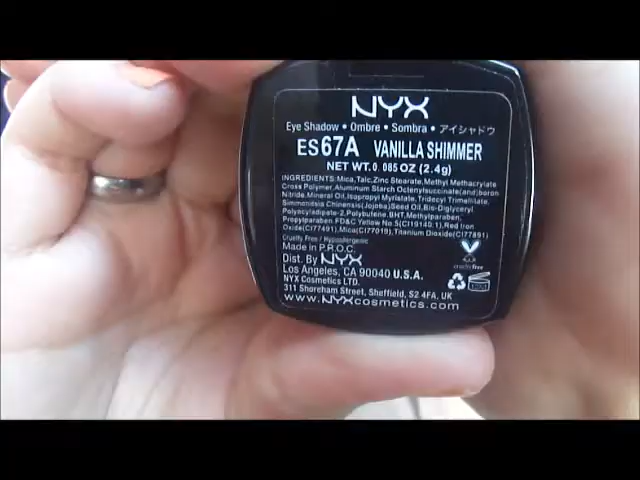 NYX
Eye Shadow • Ombre • Sombra • アイシャドウ
ES67A VANILLA SHIMMER
NET WT.0.085 OZ (2.4g)
INGREDIENTS:Mica,Talc,Zinc Stearate,Methyl Methacrylate
Cross Polymer,Aluminum Starch Octenylsuccinate(and)boron
Nitride,Mineral Oil,Isopropyl Myristate,Tridecyl Trimellitate,
Simmondsia Chinensis(Jojoba)Seed Oil,Bis-Diglyceryl
Polyacyladipate-2,Polybutene,BHT,Methylparaben,
Propylparaben,FD&C Yellow No.5(CI19140:1),Red Iron
Oxide(CI77491),Mica(CI77019),Titanium Dioxide(CI77891)
Cruelty Free / Hypoallergenic
Made in P.R.O.C.
Dist. By NYX
Los Angeles, CA 90040 U.S.A.
NYX Cosmetics LTD.
311 Shoreham Street, Sheffield, S2 4FA, UK
www.NYXcosmetics.com
crueltyfree